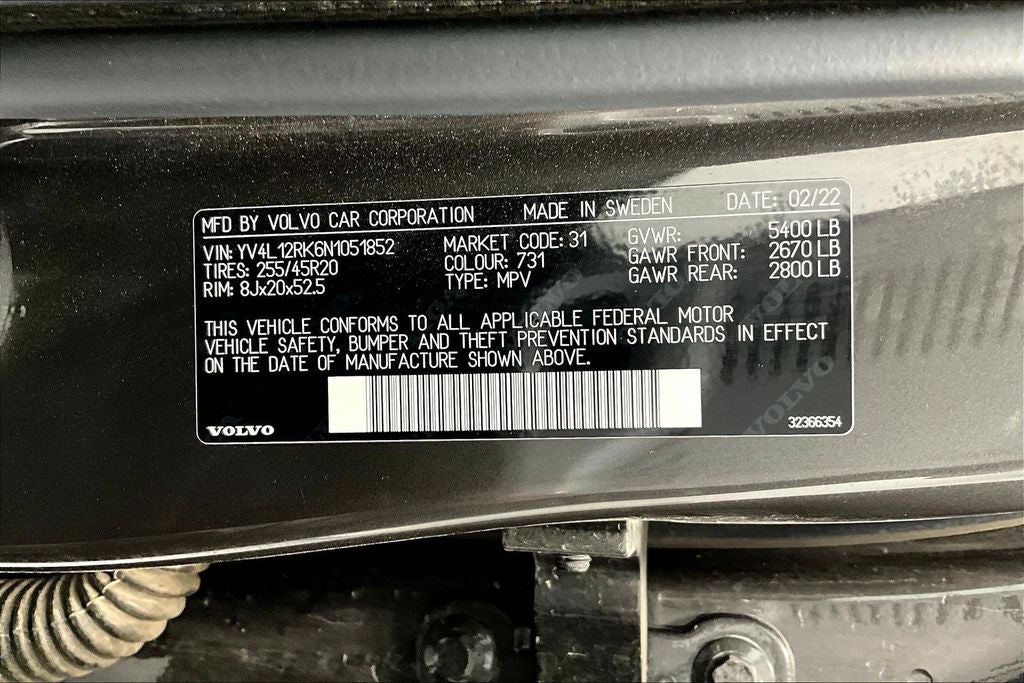 MFD BY VOLVO CAR CORPORATION MADE IN SWEDEN DATE: 02/22
VIN: YV4L12RK6N1051852 MARKET CODE: 31 GVWR: 5400 LB
TIRES: 255/45R20 COLOUR: 731 GAWR FRONT: 2670 LB
RIM: 8Jx20x52.5 TYPE: MPV GAWR REAR: 2800 LB
THIS VEHICLE CONFORMS TO ALL APPLICABLE FEDERAL MOTOR
VEHICLE SAFETY, BUMPER AND THEFT PREVENTION STANDARDS IN EFFECT
ON THE DATE OF MANUFACTURE SHOWN ABOVE.
VOLVO 32366354
VOLVO